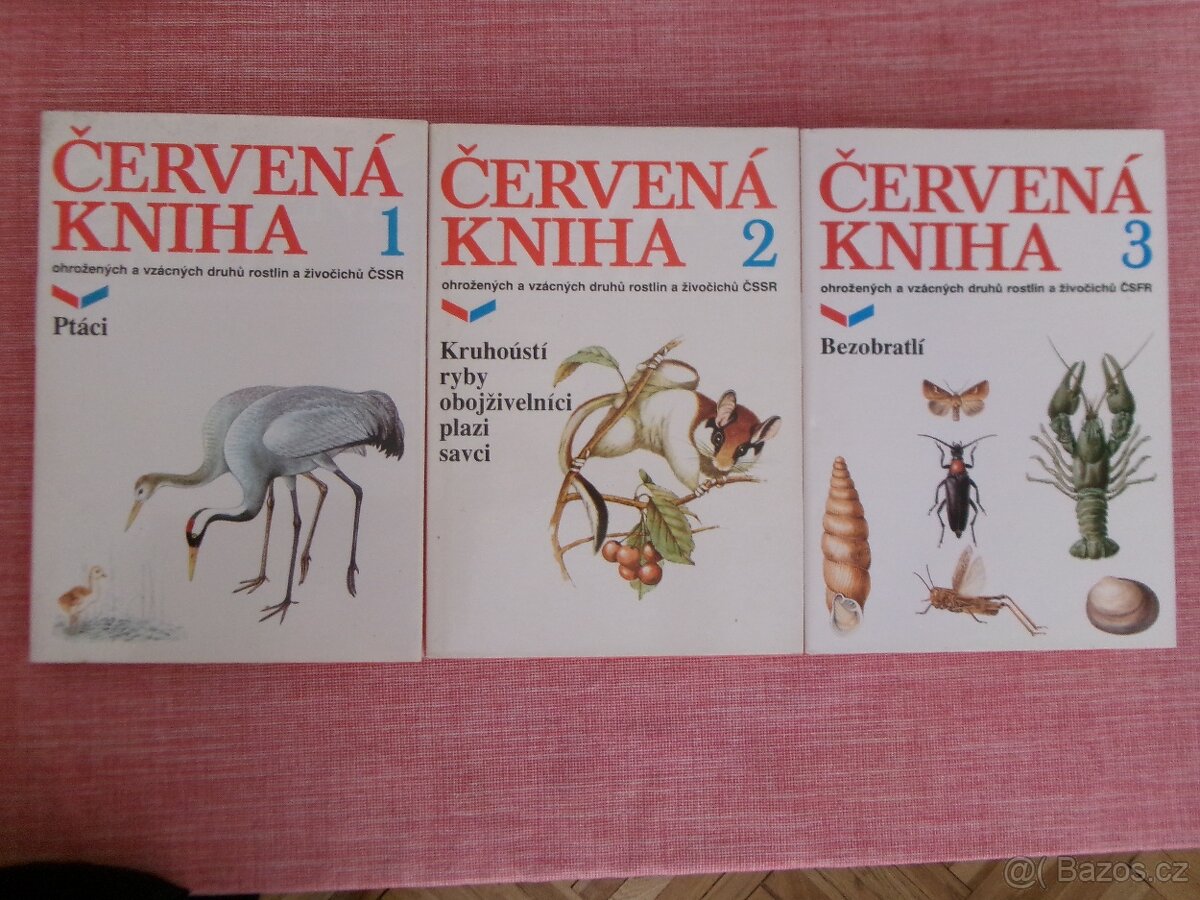 ČERVENÁ
KNIHA 1
ohrožených a vzácných druhů rostlin a živočichů ČSSR
Ptáci
ČERVENÁ
KNIHA 2
ohrožených a vzácných druhů rostlin a živočichů ČSSR
Kruhoústí
ryby
obojživelníci
plazi
savci
ČERVENÁ
KNIHA 3
ohrožených a vzácných druhů rostlin a živočichů ČSFR
Bezobratlí
@ Bazos.cz